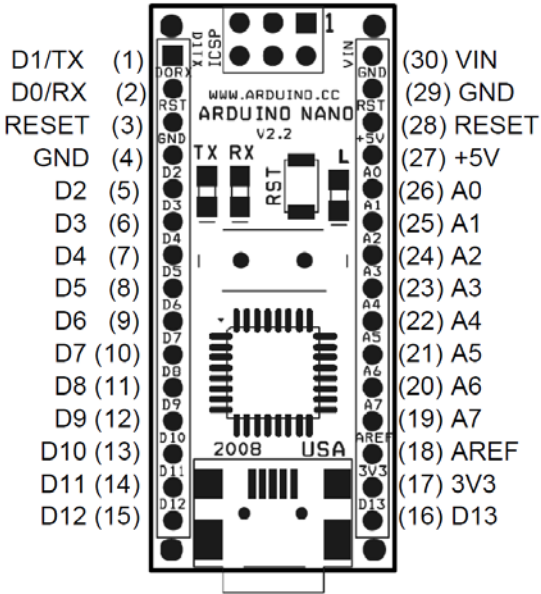 D1/TX (1)
D0/RX (2)
RESET (3)
GND (4)
D2 (5)
D3 (6)
D4 (7)
D5 (8)
D6 (9)
D7 (10)
D8 (11)
D9 (12)
D10 (13)
D11 (14)
D12 (15)
D1TX
ICSP
1
VIN
D0RX
RST
GND
D2
D3
D4
D5
D6
D7
D8
D9
D10
D11
D12
WWW.ARDUINO.CC
ARDUINO NANO
V2.2
TX RX
RST
L
2008 USA
GND
RST
+5V
A0
A1
A2
A3
A4
A5
A6
A7
AREF
3V3
D13
(30) VIN
(29) GND
(28) RESET
(27) +5V
(26) A0
(25) A1
(24) A2
(23) A3
(22) A4
(21) A5
(20) A6
(19) A7
(18) AREF
(17) 3V3
(16) D13